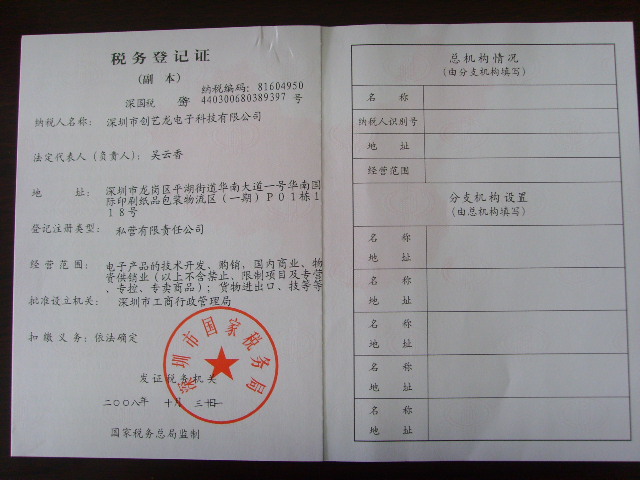 税务登记证
(副 本)
纳税编码: 81604950
深国税 登 440300680389397 号
纳税人名称: 深圳市创艺龙电子科技有限公司
法定代表人(负责人): 吴云香
地 址: 深圳市龙岗区平湖街道华南大道一号华南国
际印刷纸品包装物流区(一期)P01栋1
18号
登记注册类型: 私营有限责任公司
经营范围: 电子产品的技术开发、购销,国内商业、物
资供销业(以上不含禁止、限制项目及专营
、专控、专卖商品);货物进出口、技等等
批准设立机关: 深圳市工商行政管理局
扣缴义务: 依法确定
深圳市国家税务局
发证税务机关
二〇〇八年 十月 三十日
国家税务总局监制
总机构情况
(由分支机构填写)
名 称
纳税人识别号
地 址
经营范围
分支机构设置
(由总机构填写)
名 称
地 址
名 称
地 址
名 称
地 址
名 称
地 址
名 称
地 址